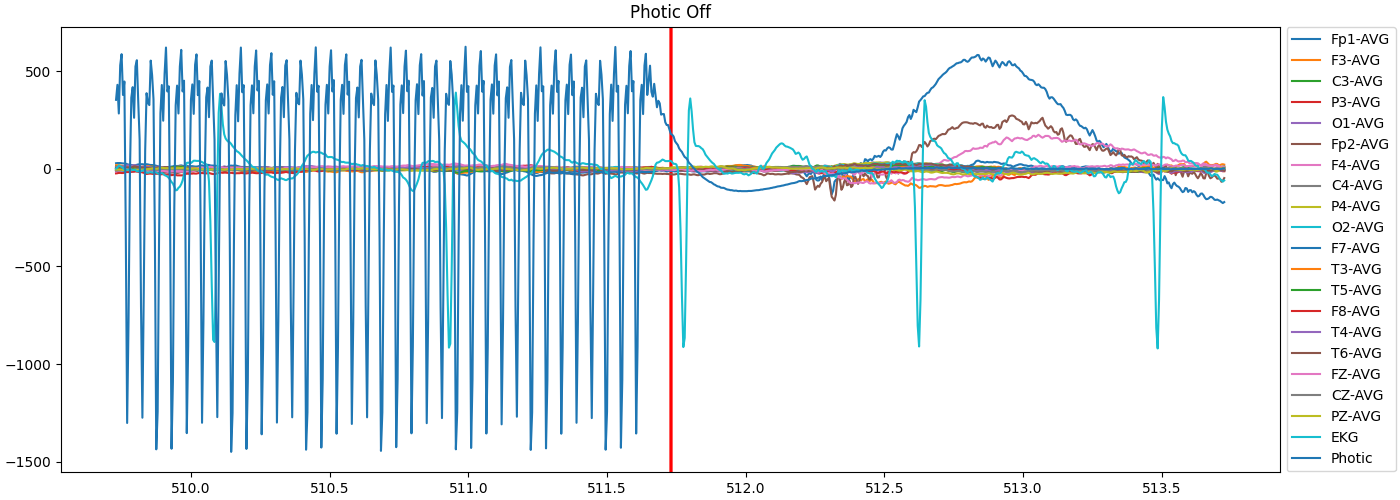 Photic Off
500
0
−500
−1000
−1500
510.0 510.5 511.0 511.5 512.0 512.5 513.0 513.5
Fp1-AVG
F3-AVG
C3-AVG
P3-AVG
O1-AVG
Fp2-AVG
F4-AVG
C4-AVG
P4-AVG
O2-AVG
F7-AVG
T3-AVG
T5-AVG
F8-AVG
T4-AVG
T6-AVG
FZ-AVG
CZ-AVG
PZ-AVG
EKG
Photic